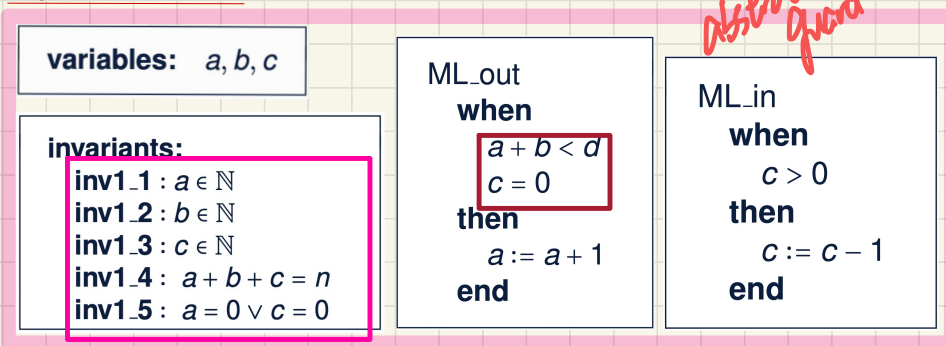 variables: a, b, c
invariants:
inv1_1 : a ∈ ℕ
inv1_2 : b ∈ ℕ
inv1_3 : c ∈ ℕ
inv1_4 : a + b + c = n
inv1_5 : a = 0 ∨ c = 0
ML_out
when
a + b < d
c = 0
then
a := a + 1
end
guard
ML_in
when
c > 0
then
c := c − 1
end